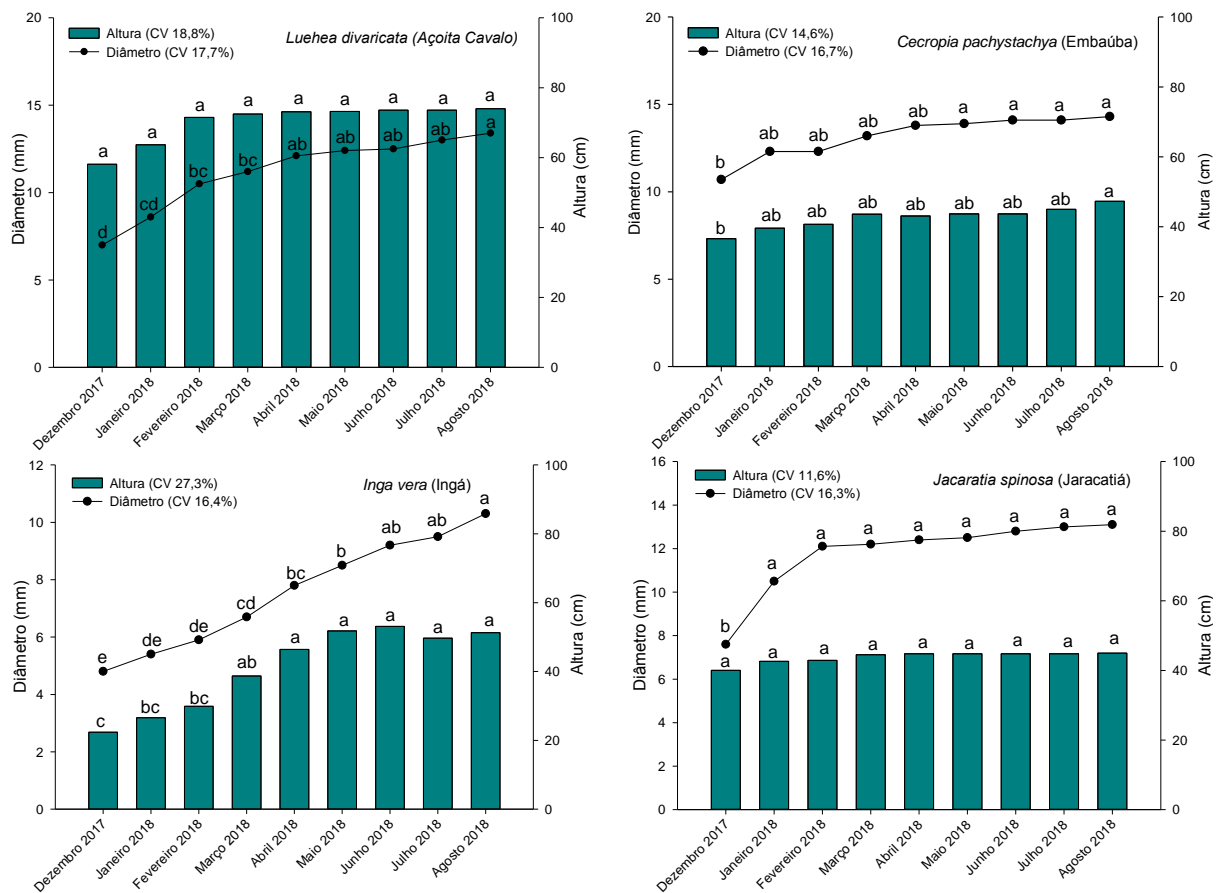 Luehea divaricata (Açoita Cavalo)
Altura (CV 18,8%)
Diâmetro (CV 17,7%)
Diâmetro (mm)
20
15
10
5
0
a a a a a a a a a
d cd bc bc ab ab ab ab a
100
80
60
40
20
0
Altura (cm)
Dezembro 2017
Janeiro 2018
Fevereiro 2018
Março 2018
Abril 2018
Maio 2018
Junho 2018
Julho 2018
Agosto 2018
Cecropia pachystachya (Embaúba)
Altura (CV 14,6%)
Diâmetro (CV 16,7%)
Diâmetro (mm)
20
15
10
5
0
b ab ab ab ab a a a a
b ab ab ab ab ab ab ab a
100
80
60
40
20
0
Altura (cm)
Dezembro 2017
Janeiro 2018
Fevereiro 2018
Março 2018
Abril 2018
Maio 2018
Junho 2018
Julho 2018
Agosto 2018
Inga vera (Ingá)
Altura (CV 27,3%)
Diâmetro (CV 16,4%)
Diâmetro (mm)
12
10
8
6
4
2
0
e de de cd bc b ab ab a
c bc bc ab a a a a a
100
80
60
40
20
0
Altura (cm)
Dezembro 2017
Janeiro 2018
Fevereiro 2018
Março 2018
Abril 2018
Maio 2018
Junho 2018
Julho 2018
Agosto 2018
Jacaratia spinosa (Jaracatiá)
Altura (CV 11,6%)
Diâmetro (CV 16,3%)
Diâmetro (mm)
16
14
12
10
8
6
4
2
0
b a a a a a a a a
a a a a a a a a a
100
80
60
40
20
0
Altura (cm)
Dezembro 2017
Janeiro 2018
Fevereiro 2018
Março 2018
Abril 2018
Maio 2018
Junho 2018
Julho 2018
Agosto 2018